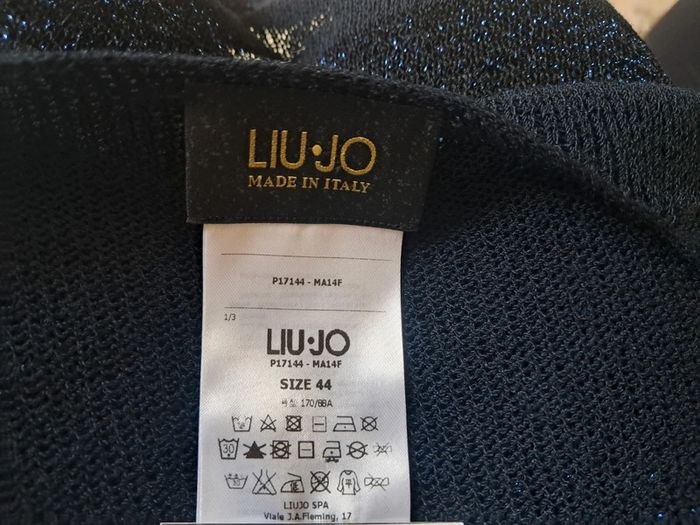 LIU·JO
MADE IN ITALY
P17144 - MA14F
1/3
LIU·JO
P17144 - MA14F
SIZE 44
170/88A
30
LIUJO SPA
Viale J.A.Fleming, 17